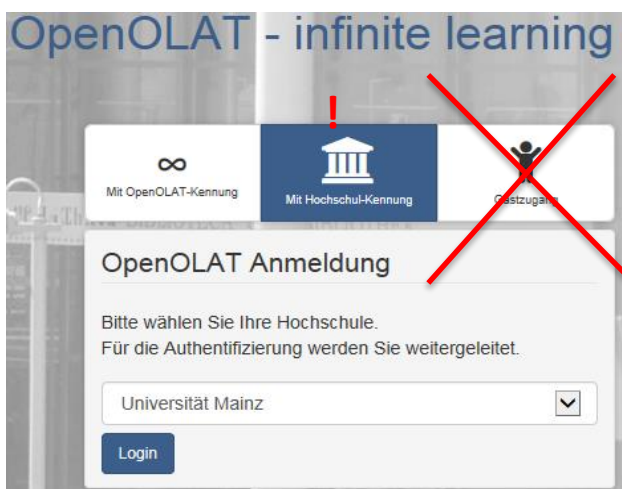 OpenOLAT - infinite learning
!
Mit OpenOLAT-Kennung
Mit Hochschul-Kennung
Gastzugang
OpenOLAT Anmeldung
Bitte wählen Sie Ihre Hochschule.
Für die Authentifizierung werden Sie weitergeleitet.
Universität Mainz
Login